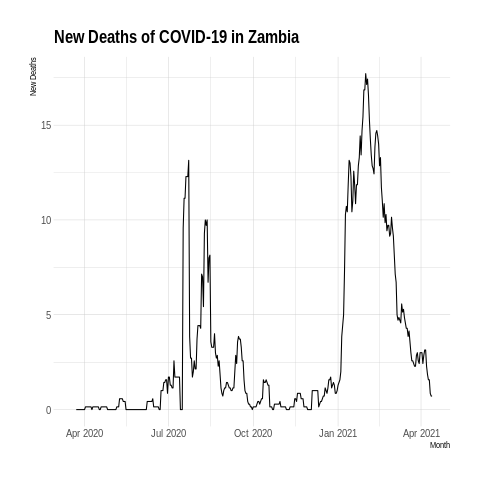 New Deaths of COVID-19 in Zambia
New Deaths
15
10
5
0
Apr 2020 Jul 2020 Oct 2020 Jan 2021 Apr 2021
Month